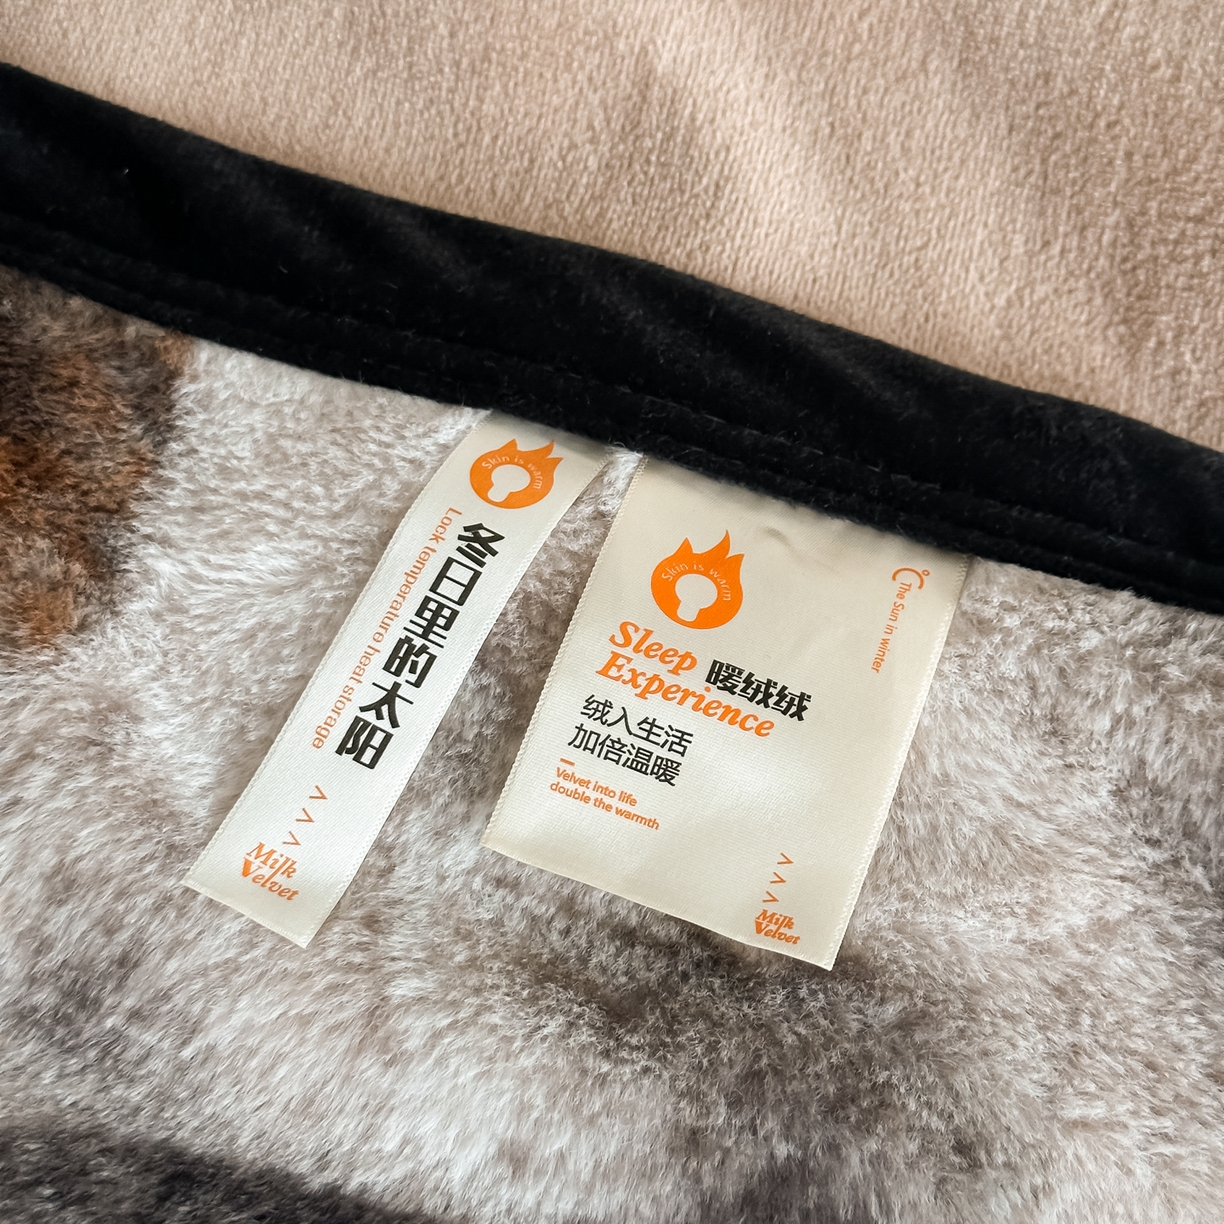 Skin is warm
冬日里的太阳
Lock temperature heat storage
Milk
Velvet
Skin is warm
℃ The Sun in winter
Sleep 暖绒绒
Experience
绒入生活
加倍温暖
Velvet into life
double the warmth
Milk
Velvet